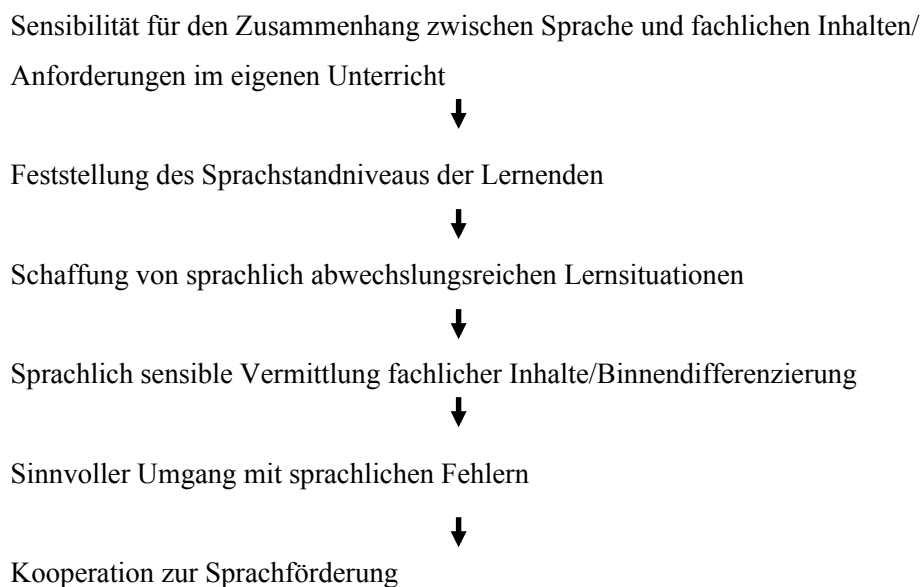 Sensibilität für den Zusammenhang zwischen Sprache und fachlichen Inhalten/
Anforderungen im eigenen Unterricht
Feststellung des Sprachstandniveaus der Lernenden
Schaffung von sprachlich abwechslungsreichen Lernsituationen
Sprachlich sensible Vermittlung fachlicher Inhalte/Binnendifferenzierung
Sinnvoller Umgang mit sprachlichen Fehlern
Kooperation zur Sprachförderung